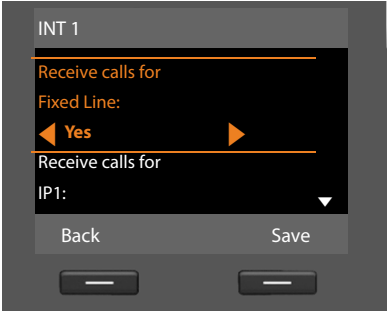 INT 1
Receive calls for
Fixed Line:
Yes
Receive calls for
IP1:
Back Save